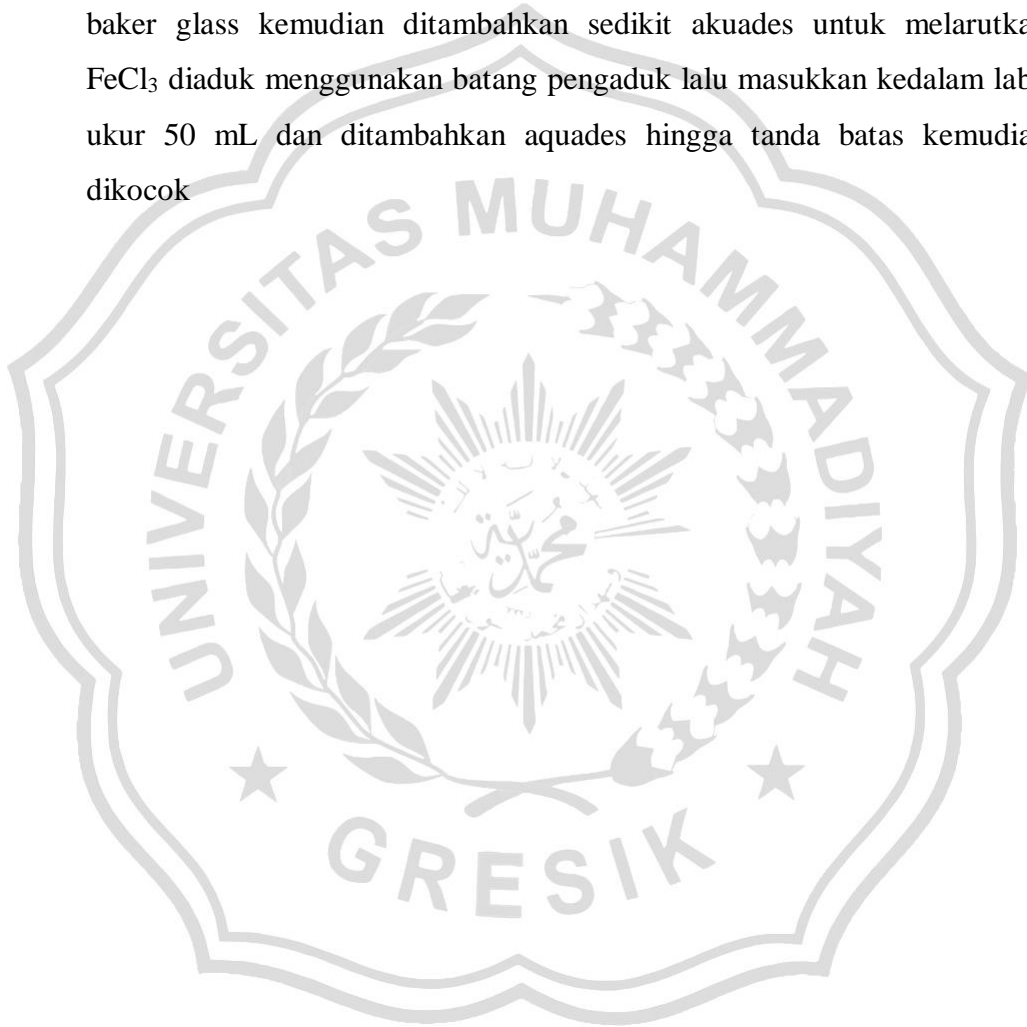 baker glass kemudian ditambahkan sedikit akuades untuk melarutka
FeCl₃ diaduk menggunakan batang pengaduk lalu masukkan kedalam lab
ukur 50 mL dan ditambahkan aquades hingga tanda batas kemudia
dikocok
UNIVERSITAS MUHAMMADIYAH
GRESIK
محمدية